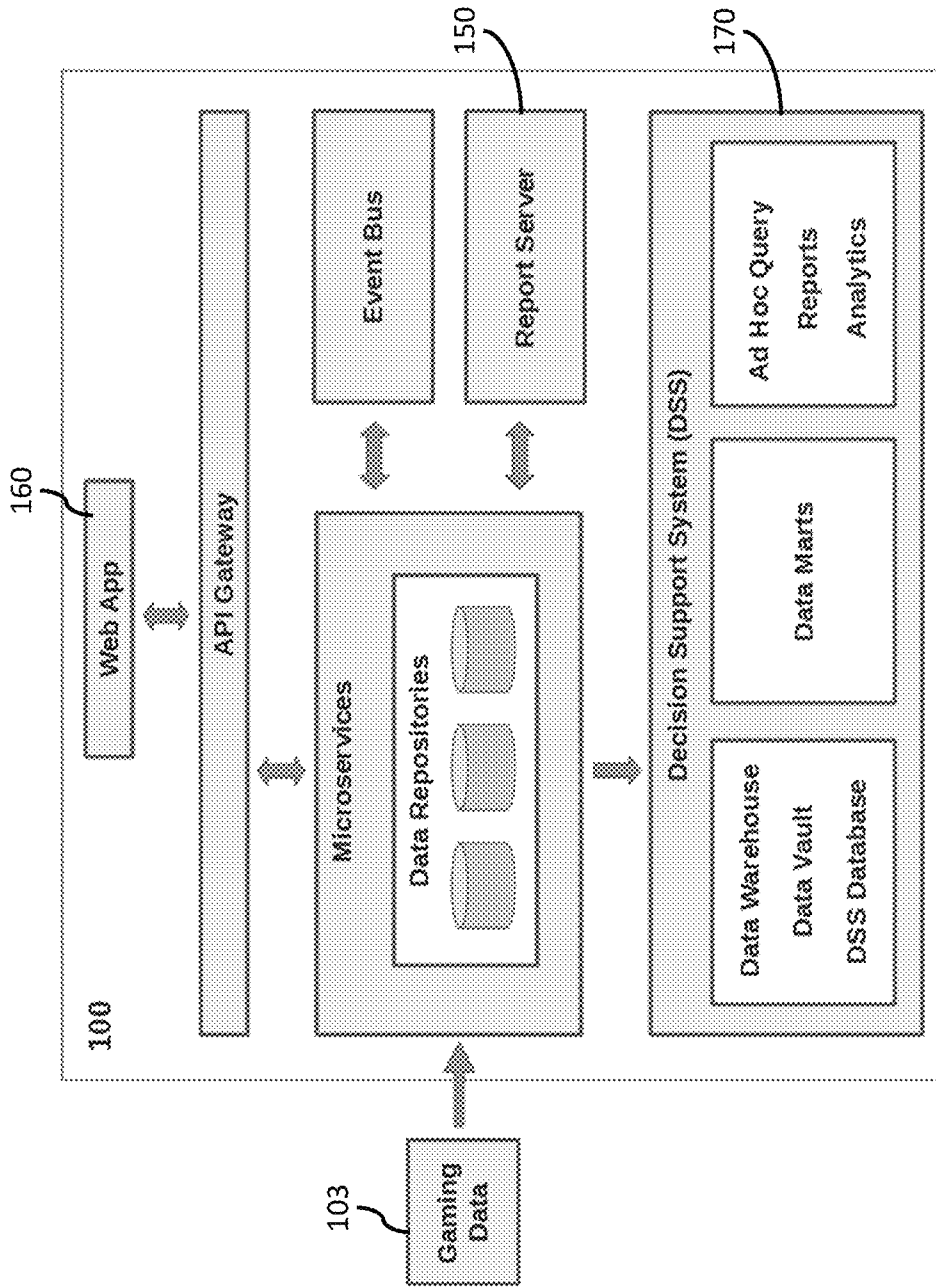 100
160
Web App
API Gateway
103
Gaming
Data
Microservices
Data Repositories
Event Bus
Report Server
150
Decision Support System (DSS)
170
Data Warehouse
Data Vault
DSS Database
Data Marts
Ad Hoc Query
Reports
Analytics